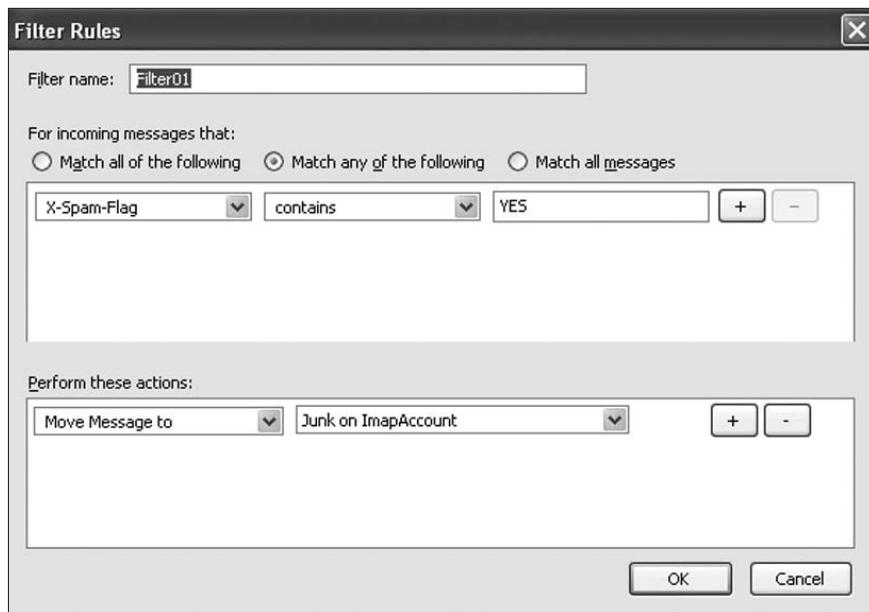 Filter Rules
Filter name: Filter01
For incoming messages that:
Match all of the following Match any of the following Match all messages
X-Spam-Flag contains YES + -
Perform these actions:
Move Message to Junk on ImapAccount + -
OK Cancel